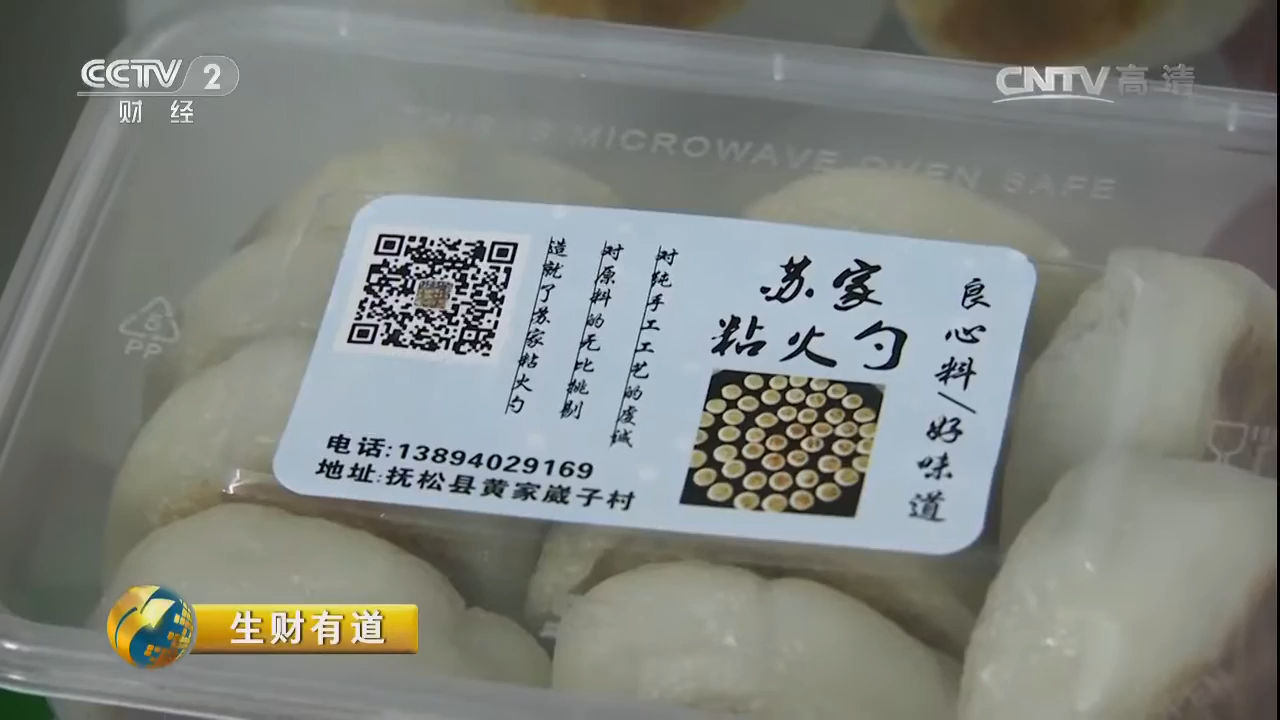 CCTV 2
财经
CNTV高清
THIS IS MICROWAVE OVEN SAFE
苏家
粘火勺
良心料/好味道
对纯手工工艺的虔诚
对原料的无比挑剔
造就了苏家粘火勺
电话:13894029169
地址:抚松县黄家崴子村
PP
生财有道